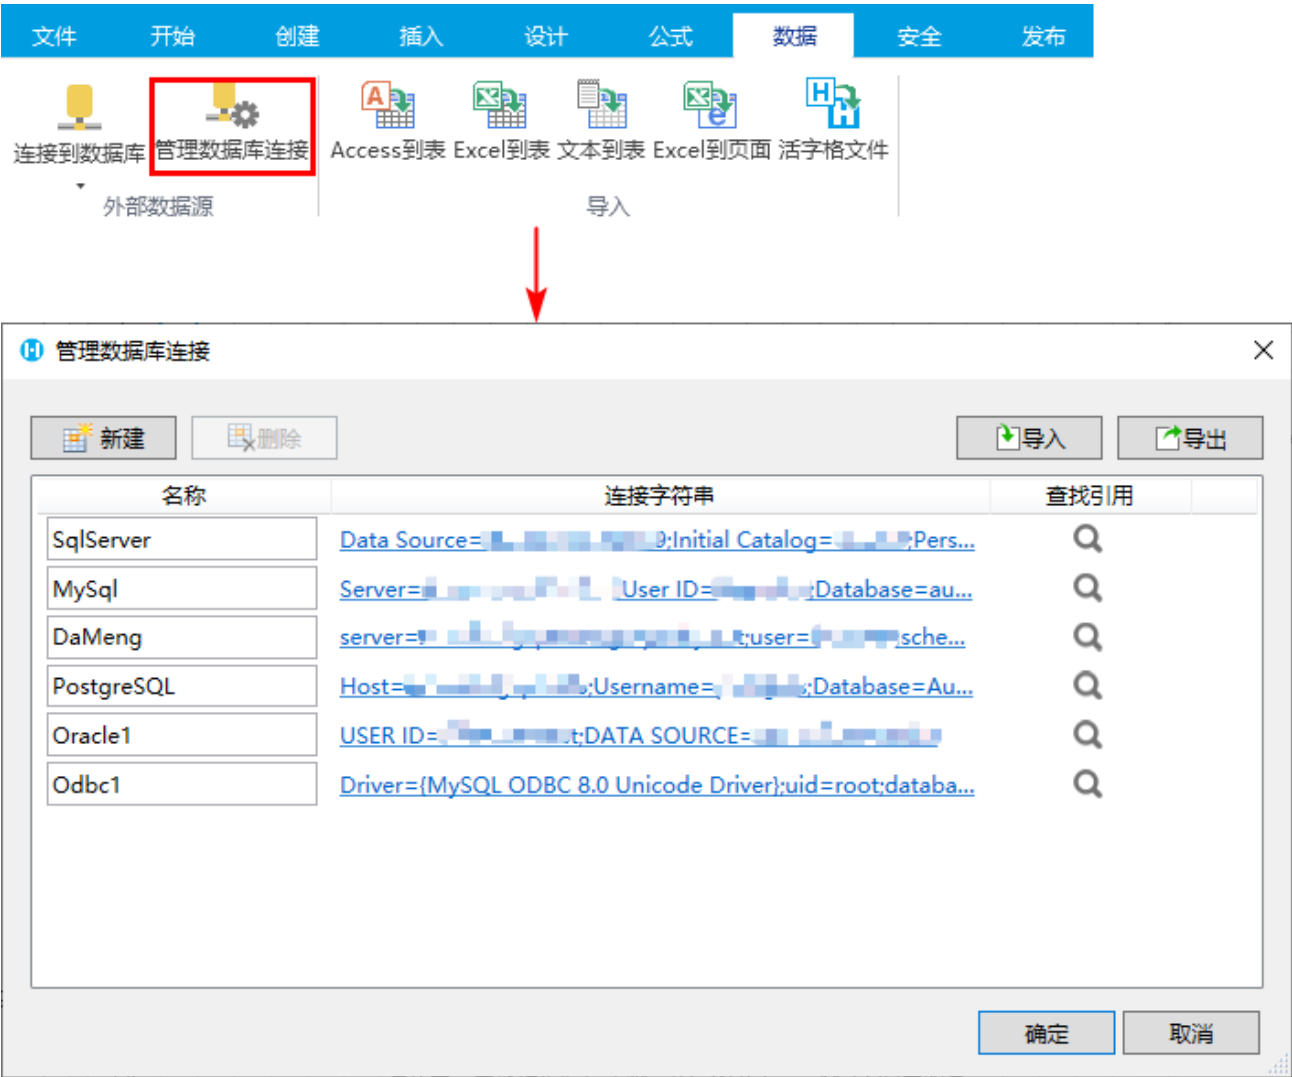 文件 开始 创建 插入 设计 公式 数据 安全 发布
连接到数据库 管理数据库连接 Access到表 Excel到表 文本到表 Excel到页面 活字格文件
外部数据源 导入
管理数据库连接
新建 删除 导入 导出
名称 连接字符串 查找引用
SqlServer Data Source= 9;Initial Catalog= ;Pers...
MySql Server= User ID= ;Database=au...
DaMeng server= t;user= sche...
PostgreSQL Host= ;Username= s;Database=Au...
Oracle1 USER ID= t;DATA SOURCE=
Odbc1 Driver={MySQL ODBC 8.0 Unicode Driver};uid=root;databa...
确定 取消